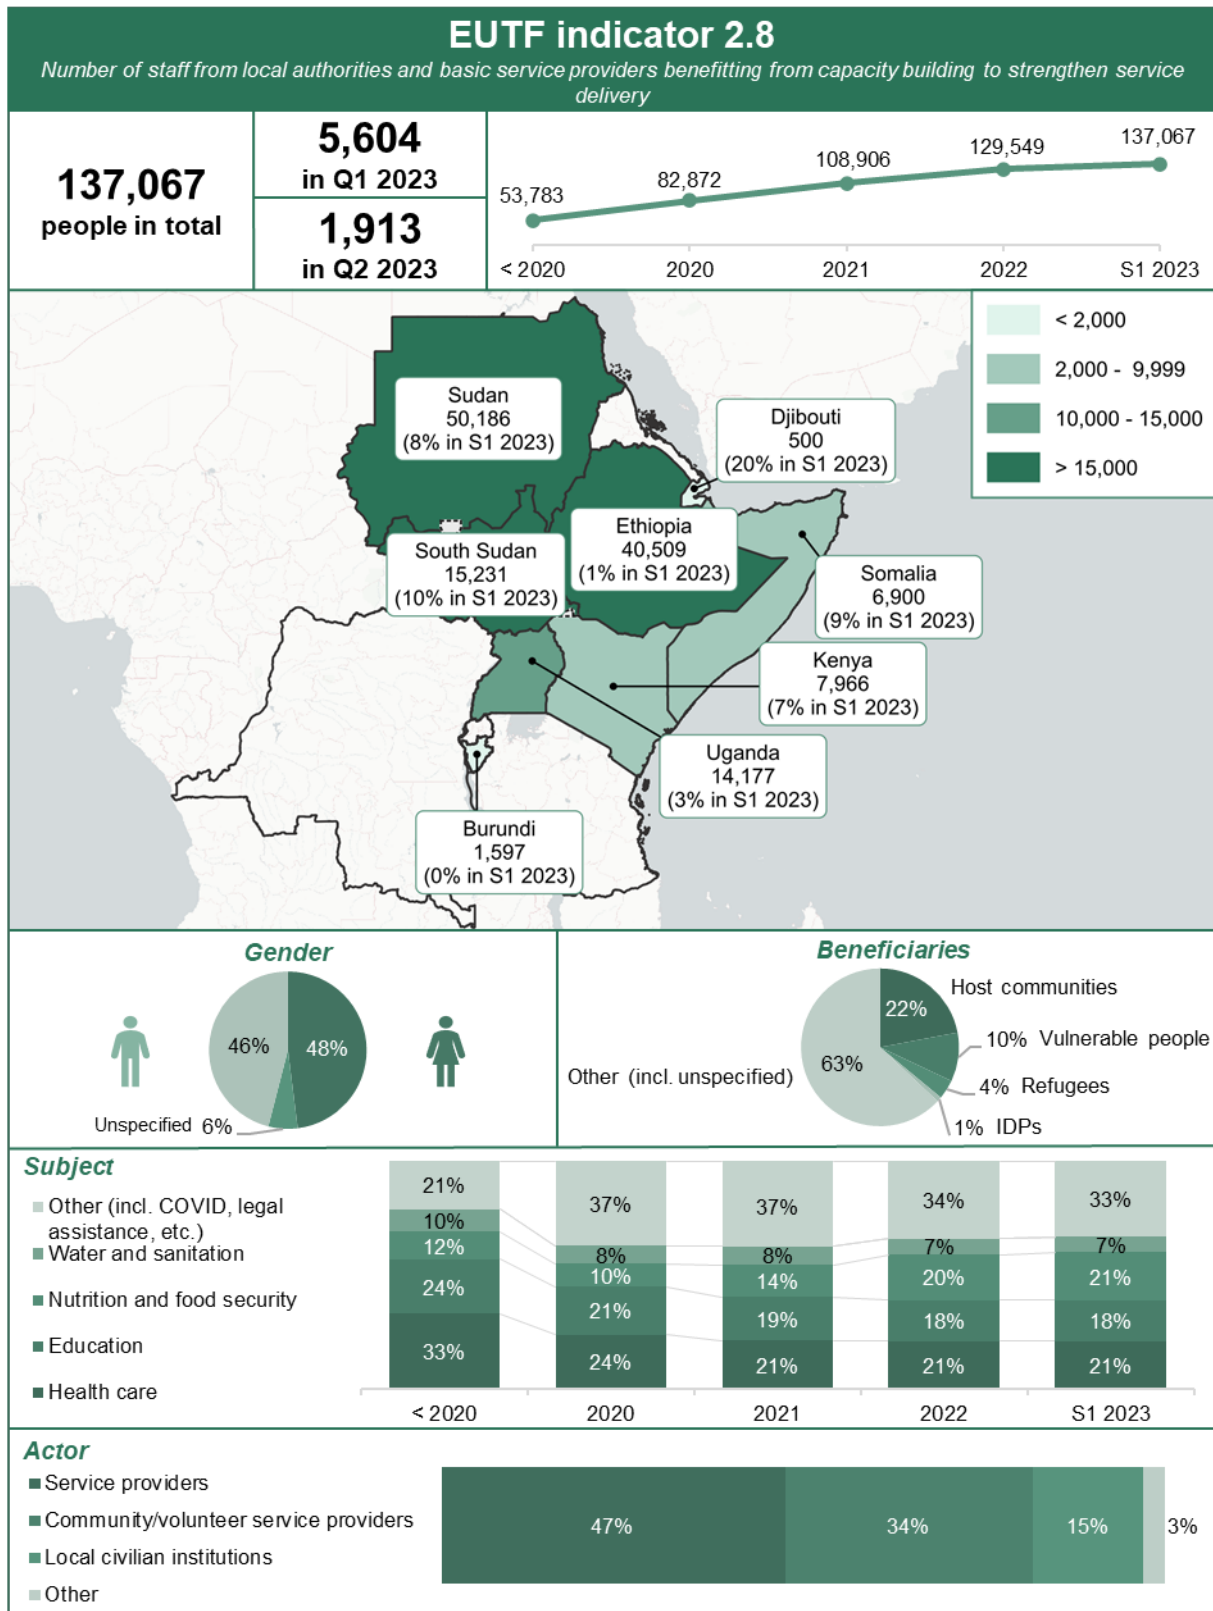 EUTF indicator 2.8
Number of staff from local authorities and basic service providers benefitting from capacity building to strengthen service
delivery
137,067
people in total
5,604
in Q1 2023
1,913
in Q2 2023
53,783
82,872
108,906
129,549
137,067
< 2020
2020
2021
2022
S1 2023
< 2,000
2,000 - 9,999
10,000 - 15,000
> 15,000
Sudan
50,186
(8% in S1 2023)
Djibouti
500
(20% in S1 2023)
Ethiopia
40,509
(1% in S1 2023)
South Sudan
15,231
(10% in S1 2023)
Somalia
6,900
(9% in S1 2023)
Kenya
7,966
(7% in S1 2023)
Uganda
14,177
(3% in S1 2023)
Burundi
1,597
(0% in S1 2023)
Gender
46%
48%
Unspecified 6%
Beneficiaries
Host communities
22%
10% Vulnerable people
63%
Other (incl. unspecified)
4% Refugees
1% IDPs
Subject
Other (incl. COVID, legal
assistance, etc.)
Water and sanitation
Nutrition and food security
Education
Health care
21%
10%
12%
24%
33%
37%
8%
10%
21%
24%
37%
8%
14%
19%
21%
34%
7%
20%
18%
21%
33%
7%
21%
18%
21%
< 2020
2020
2021
2022
S1 2023
Actor
Service providers
Community/volunteer service providers
Local civilian institutions
Other
47%
34%
15%
3%